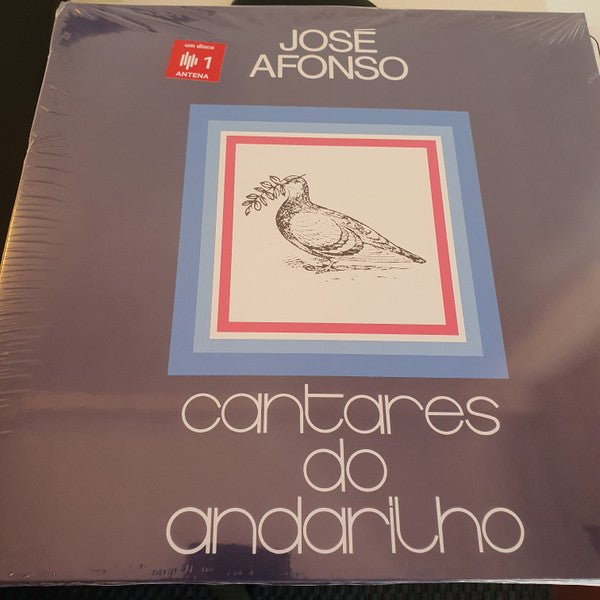 JOSÉ
AFONSO
um disco
1
ANTENA
cantares
do
andarilho